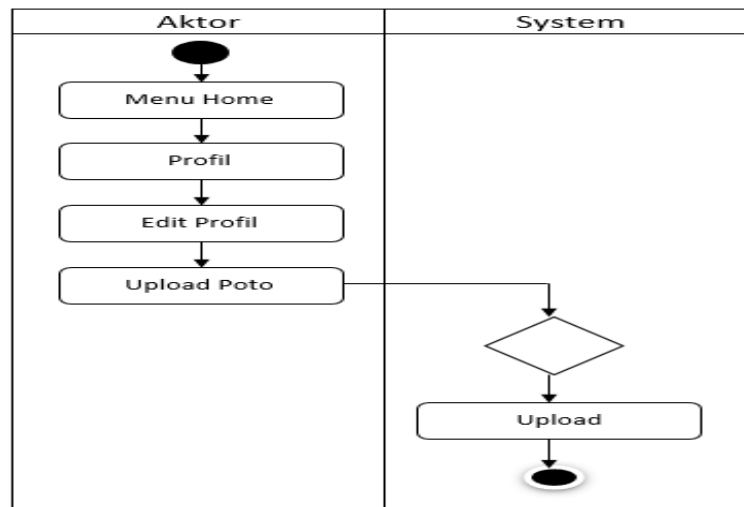 Aktor
System
Menu Home
Profil
Edit Profil
Upload Poto
Upload